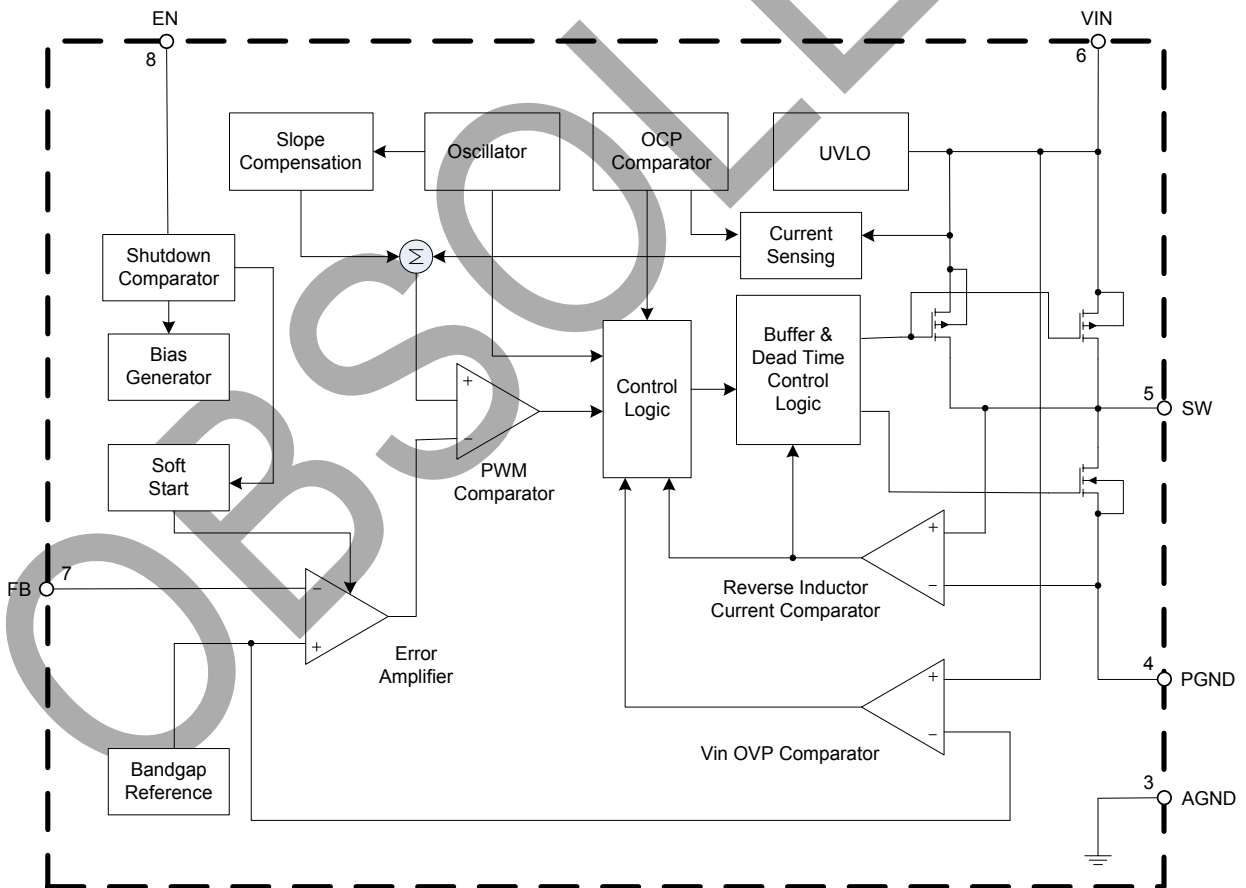 EN
8
VIN
6
Slope
Compensation
Oscillator
OCP
Comparator
UVLO
Shutdown
Comparator
Σ
Current
Sensing
Bias
Generator
Buffer &
Dead Time
Control
Logic
Control
Logic
+
−
PWM
Comparator
5
SW
Soft
Start
FB
7
−
+
Error
Amplifier
+
−
Reverse Inductor
Current Comparator
4
PGND
+
−
Vin OVP Comparator
Bandgap
Reference
3
AGND